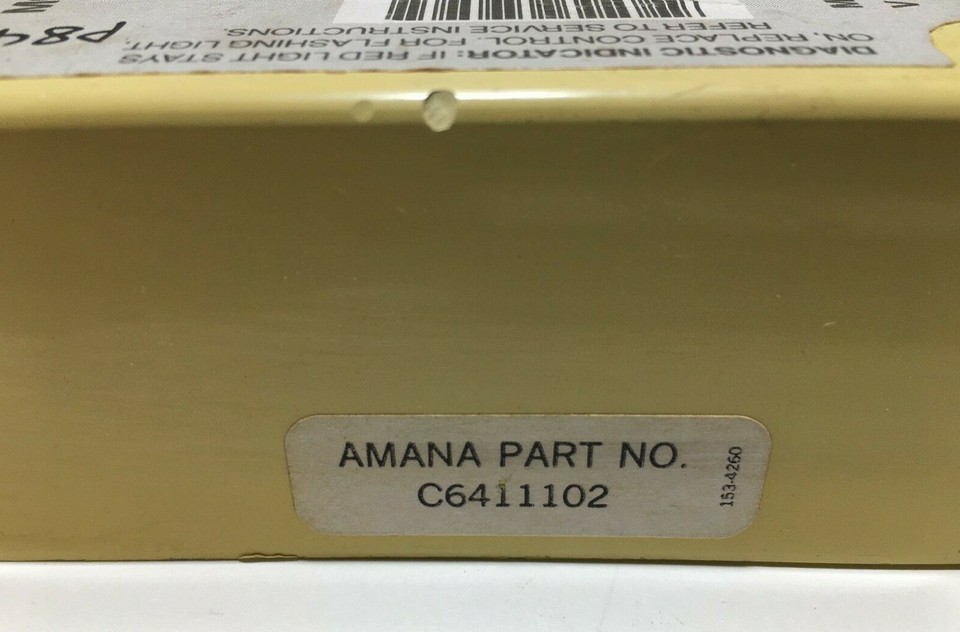 DIAGNOSTIC INDICATOR: IF RED LIGHT STAYS
ON, REPLACE CONTROL. FOR FLASHING LIGHT,
REFER TO SERVICE INSTRUCTIONS.
P84
AMANA PART NO.
C6411102
153-4260